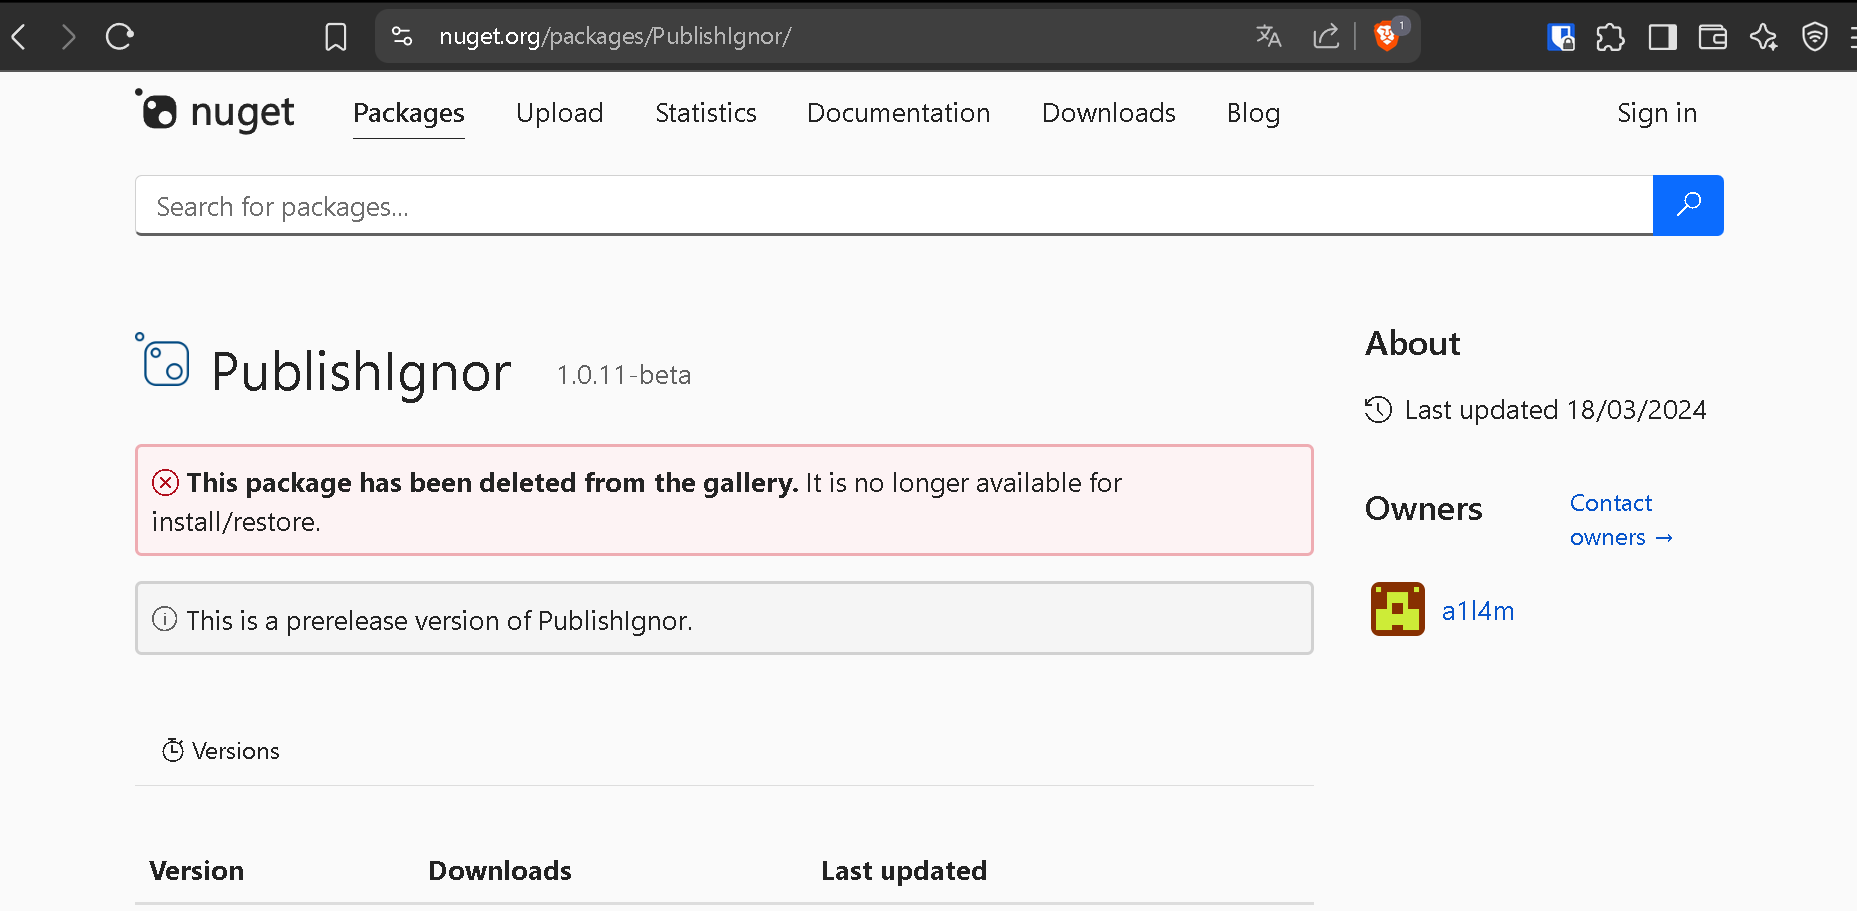 nuget.org/packages/PublishIgnor/
1
nuget
Packages
Upload
Statistics
Documentation
Downloads
Blog
Sign in
Search for packages...
PublishIgnor 1.0.11-beta
This package has been deleted from the gallery. It is no longer available for
install/restore.
This is a prerelease version of PublishIgnor.
Versions
Version Downloads Last updated
About
Last updated 18/03/2024
Owners
Contact
owners →
a1l4m